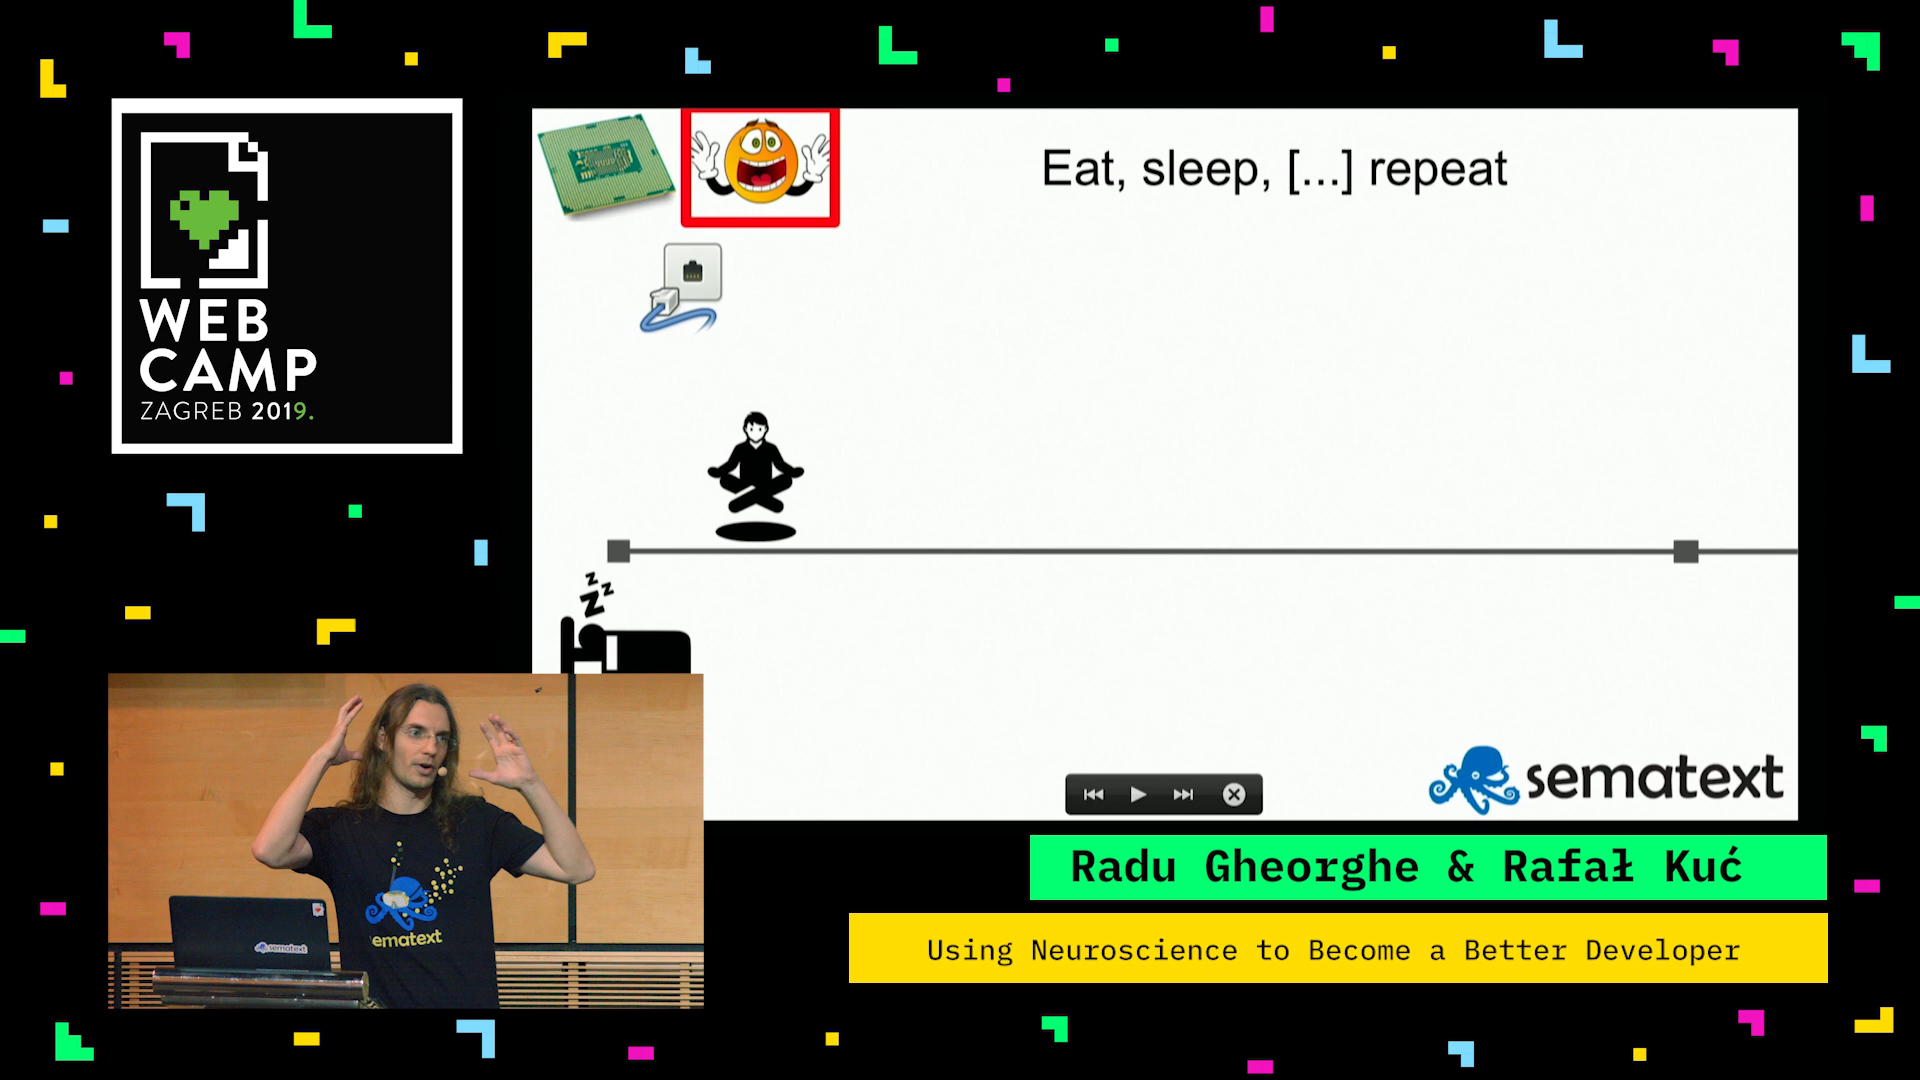 WEB
CAMP
ZAGREB 2019.
Eat, sleep, [...] repeat
z
z
z
sematext
sematext
ematext
Radu Gheorghe & Rafał Kuć
Using Neuroscience to Become a Better Developer